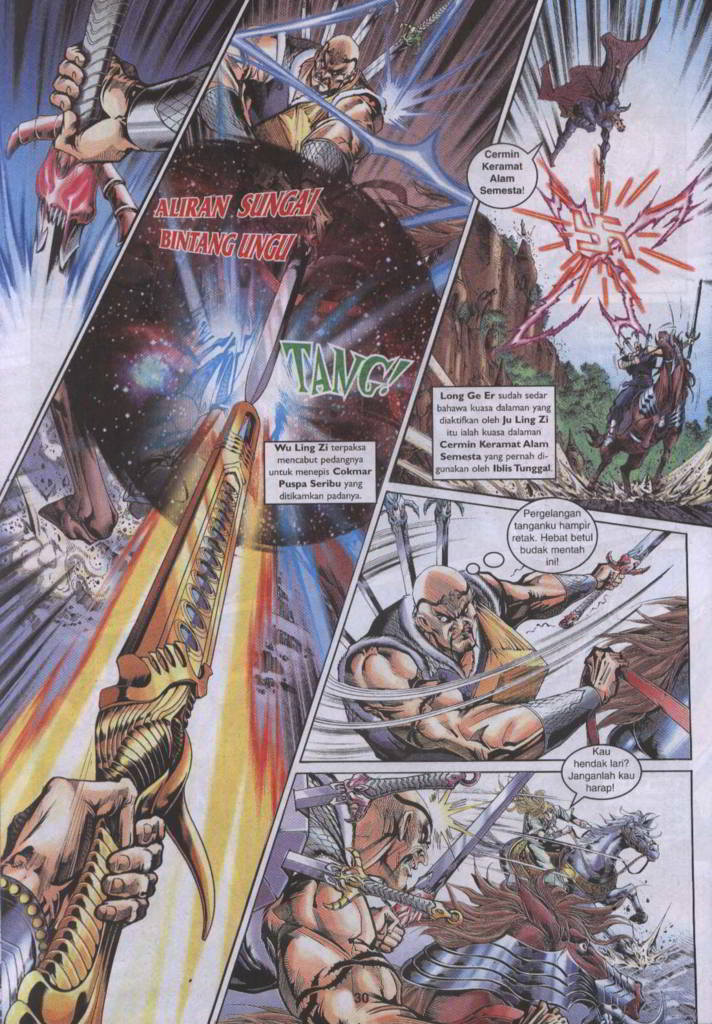 ALIRAN SUNGAI
BINTANG UNGU
TANG!
Wu Ling Zi terpaksa
mencabut pedangnya
untuk menepis Cokmar
Puspa Seribu yang
ditikamkan padanya.
Cermin
Keramat
Alam
Semesta!
Long Ge Er sudah sedar
bahawa kuasa dalaman yang
diaktifkan oleh Ju Ling Zi
itu ialah kuasa dalaman
Cermin Keramat Alam
Semesta yang pernah di-
gunakan oleh Iblis Tunggal.
Pergelangan
tanganku hampir
retak. Hebat betul
budak mentah
ini!
Kau
hendak lari?
Janganlah kau
harap!
30